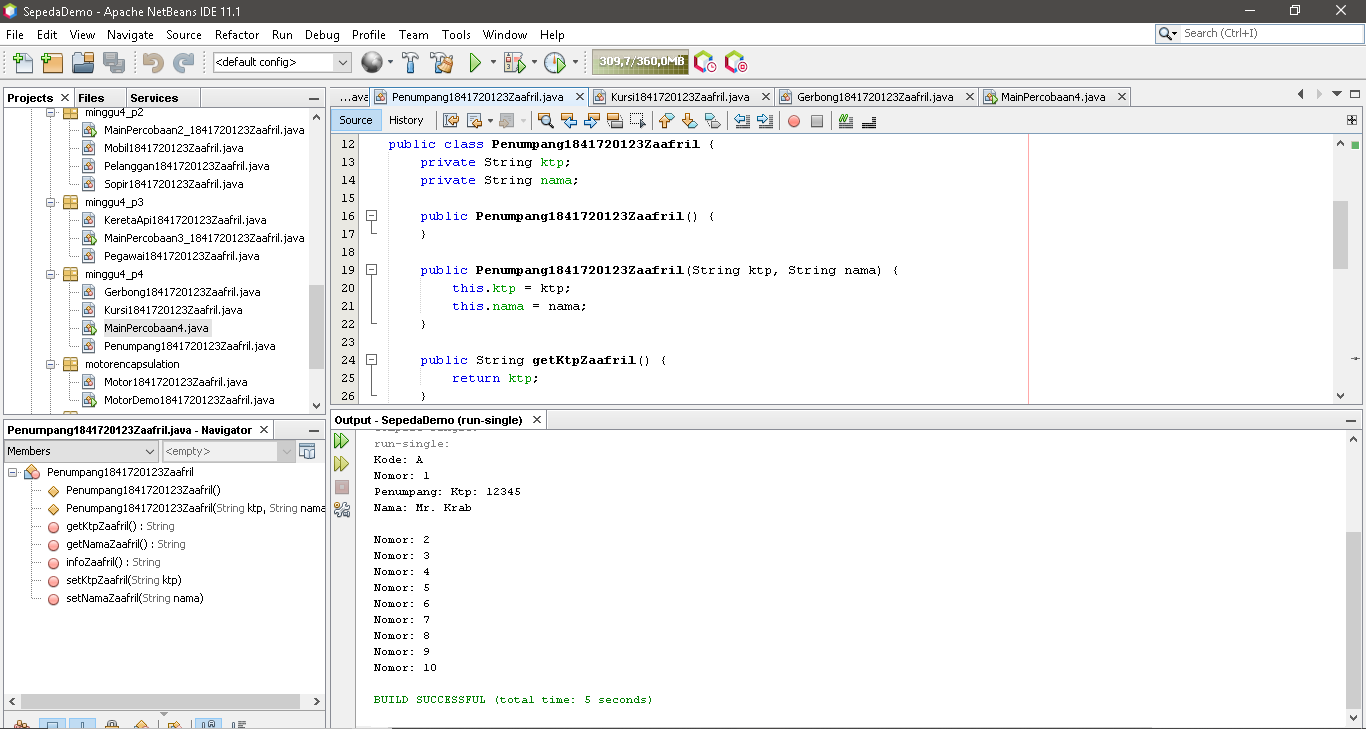 SepedaDemo - Apache NetBeans IDE 11.1
File Edit View Navigate Source Refactor Run Debug Profile Team Tools Window Help
Search (Ctrl+I)
<default config>
309,7/360,0MB
Projects Files Services
minggu4_p2
MainPercobaan2_1841720123Zaafril.java
Mobil1841720123Zaafril.java
Pelanggan1841720123Zaafril.java
Sopir1841720123Zaafril.java
minggu4_p3
KeretaApi1841720123Zaafril.java
MainPercobaan3_1841720123Zaafril.java
Pegawai1841720123Zaafril.java
minggu4_p4
Gerbong1841720123Zaafril.java
Kursi1841720123Zaafril.java
MainPercobaan4.java
Penumpang1841720123Zaafril.java
motorencapsulation
Motor1841720123Zaafril.java
MotorDemo1841720123Zaafril.java
Penumpang1841720123Zaafril.java - Navigator
Members <empty>
Penumpang1841720123Zaafril
Penumpang1841720123Zaafril()
Penumpang1841720123Zaafril(String ktp, String nama
getKtpZaafril() : String
getNamaZaafril() : String
infoZaafril() : String
setKtpZaafril(String ktp)
setNamaZaafril(String nama)
...ava Penumpang1841720123Zaafril.java Kursi1841720123Zaafril.java Gerbong1841720123Zaafril.java MainPercobaan4.java
Source History
12 public class Penumpang1841720123Zaafril {
13 private String ktp;
14 private String nama;
15
16 public Penumpang1841720123Zaafril() {
17 }
18
19 public Penumpang1841720123Zaafril(String ktp, String nama) {
20 this.ktp = ktp;
21 this.nama = nama;
22 }
23
24 public String getKtpZaafril() {
25 return ktp;
26 }
Output - SepedaDemo (run-single)
run-single:
Kode: A
Nomor: 1
Penumpang: Ktp: 12345
Nama: Mr. Krab
Nomor: 2
Nomor: 3
Nomor: 4
Nomor: 5
Nomor: 6
Nomor: 7
Nomor: 8
Nomor: 9
Nomor: 10
BUILD SUCCESSFUL (total time: 5 seconds)